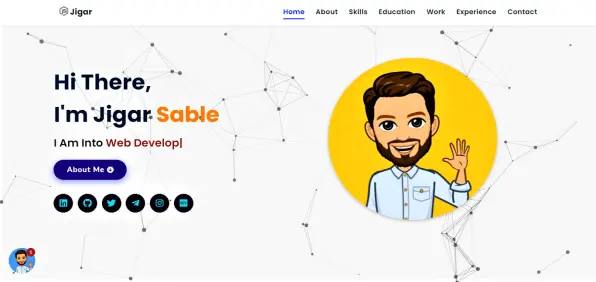 Jigar
Home About Skills Education Work Experience Contact
Hi There,
I'm Jigar Sable
I Am Into Web Develop|
About Me
1